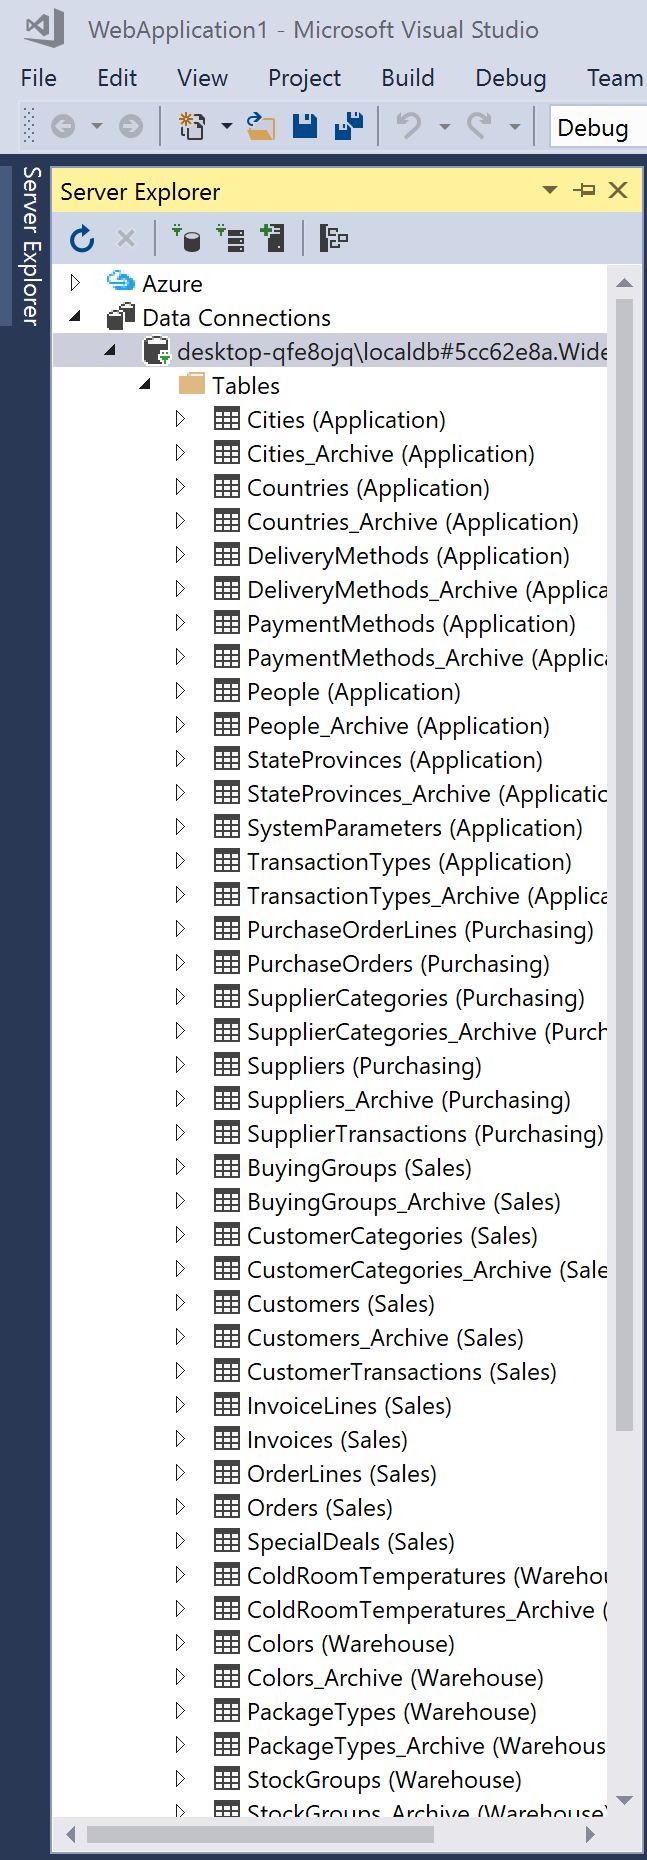 WebApplication1 - Microsoft Visual Studio
File Edit View Project Build Debug Team
Debug
Server Explorer
Server Explorer
Azure
Data Connections
desktop-qfe8ojq\localdb#5cc62e8a.Wide
Tables
Cities (Application)
Cities_Archive (Application)
Countries (Application)
Countries_Archive (Application)
DeliveryMethods (Application)
DeliveryMethods_Archive (Applica
PaymentMethods (Application)
PaymentMethods_Archive (Applica
People (Application)
People_Archive (Application)
StateProvinces (Application)
StateProvinces_Archive (Applicatio
SystemParameters (Application)
TransactionTypes (Application)
TransactionTypes_Archive (Applica
PurchaseOrderLines (Purchasing)
PurchaseOrders (Purchasing)
SupplierCategories (Purchasing)
SupplierCategories_Archive (Purch
Suppliers (Purchasing)
Suppliers_Archive (Purchasing)
SupplierTransactions (Purchasing)
BuyingGroups (Sales)
BuyingGroups_Archive (Sales)
CustomerCategories (Sales)
CustomerCategories_Archive (Sale
Customers (Sales)
Customers_Archive (Sales)
CustomerTransactions (Sales)
InvoiceLines (Sales)
Invoices (Sales)
OrderLines (Sales)
Orders (Sales)
SpecialDeals (Sales)
ColdRoomTemperatures (Warehou
ColdRoomTemperatures_Archive (
Colors (Warehouse)
Colors_Archive (Warehouse)
PackageTypes (Warehouse)
PackageTypes_Archive (Warehous
StockGroups (Warehouse)
StockGroups_Archive (Warehouse)